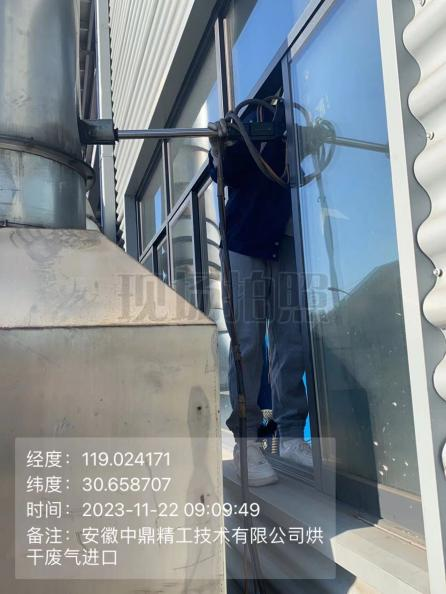 现场拍照
经度：119.024171
纬度：30.658707
时间：2023-11-22 09:09:49
备注：安徽中鼎精工技术有限公司烘
干废气进口